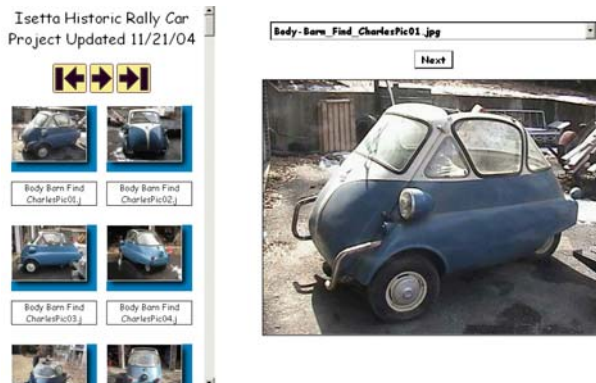 Isetta Historic Rally Car
Project Updated 11/21/04
Body Barn Find
CharlesPic01.j
Body Barn Find
CharlesPic02.j
Body Barn Find
CharlesPic03.j
Body Barn Find
CharlesPic04.j
Body-Barn_Find_CharlesPic01.jpg
Next